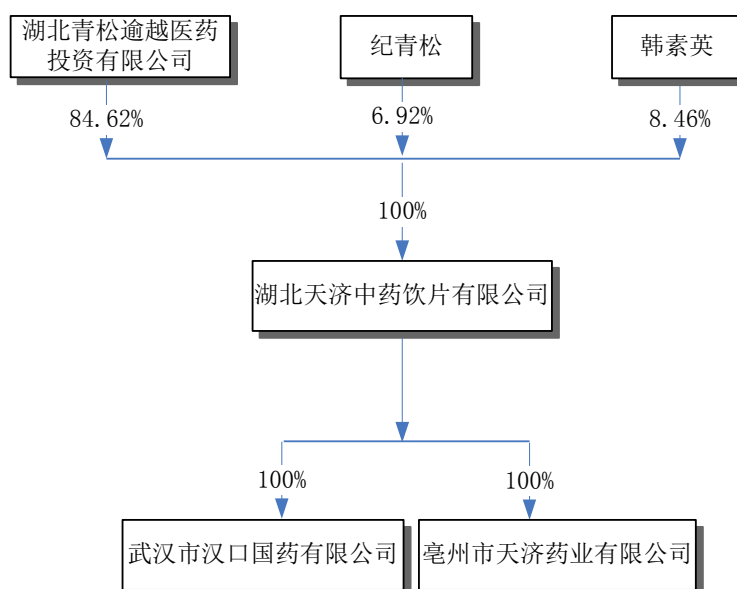 湖北青松逾越医药
投资有限公司
纪青松
韩素英
84.62%
6.92%
8.46%
100%
湖北天济中药饮片有限公司
100%
100%
武汉市汉口国药有限公司
亳州市天济药业有限公司